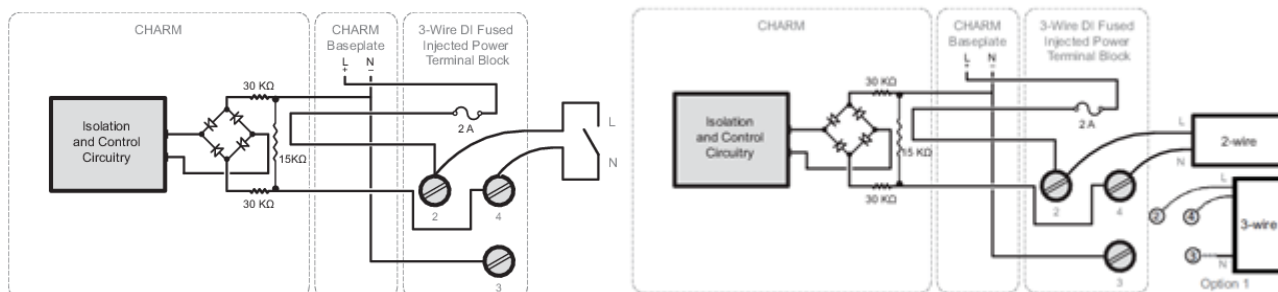 CHARM
CHARM
Baseplate
L
+
N
–
3-Wire DI Fused
Injected Power
Terminal Block
30 KΩ
Isolation
and Control
Circuitry
15KΩ
30 KΩ
2 A
L
N
2
4
3
CHARM
CHARM
Baseplate
L
+
N
–
3-Wire DI Fused
Injected Power
Terminal Block
30 KΩ
Isolation
and Control
Circuitry
15 KΩ
30 KΩ
2 A
L
N
2-wire
2
4
3
L
2
4
3-wire
3
N
Option 1